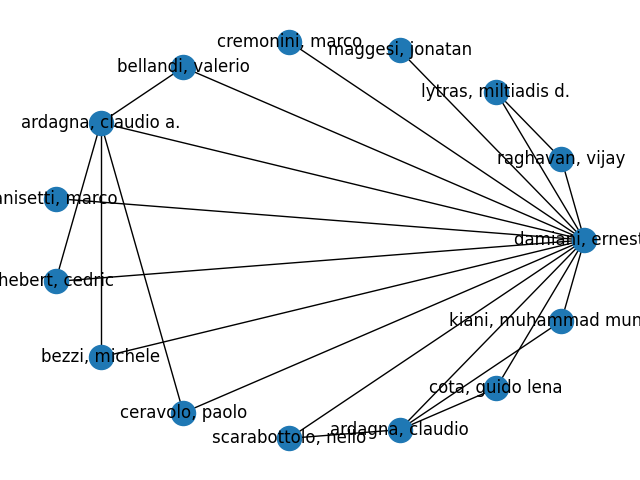 cremonini, marco
maggesi, jonatan
bellandi, valerio
lytras, miltiadis d.
ardagna, claudio a.
raghavan, vijay
anisetti, marco
damiani, ernest
hebert, cedric
kiani, muhammad mun
bezzi, michele
cota, guido lena
ceravolo, paolo
ardagna, claudio
scarabottolo, nello